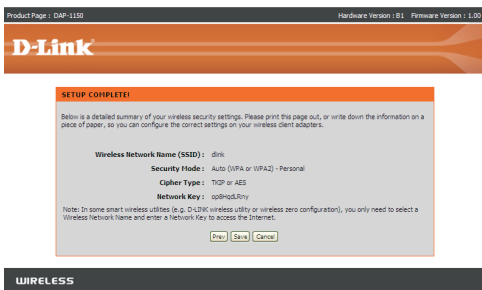 Product Page : DAP-1150 Hardware Version : B1 Firmware Version : 1.00
D-Link
SETUP COMPLETE!
Below is a detailed summary of your wireless security settings. Please print this page out, or write down the information on a
piece of paper, so you can configure the correct settings on your wireless client adapters.
Wireless Network Name (SSID) : dlink
Security Mode : Auto (WPA or WPA2) - Personal
Cipher Type : TKIP or AES
Network Key : op8HqdLRny
Note: In some smart wireless utilities (e.g. D-LINK wireless utility or wireless zero configuration), you only need to select a
Wireless Network Name and enter a Network Key to access the Internet.
Prev Save Cancel
WIRELESS